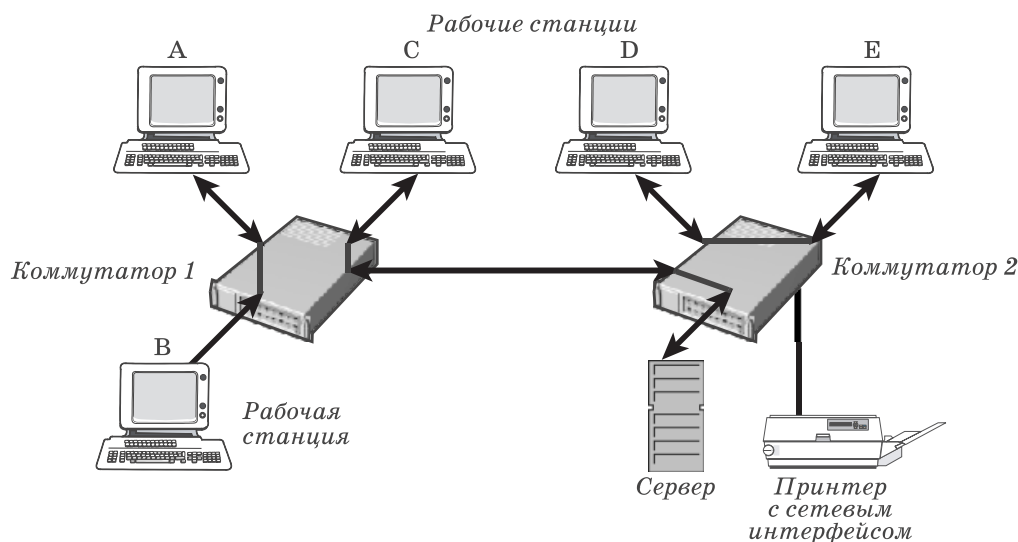 Рабочие станции
A
C
D
E
Коммутатор 1
Коммутатор 2
B
Рабочая
станция
Сервер
Принтер
с сетевым
интерфейсом